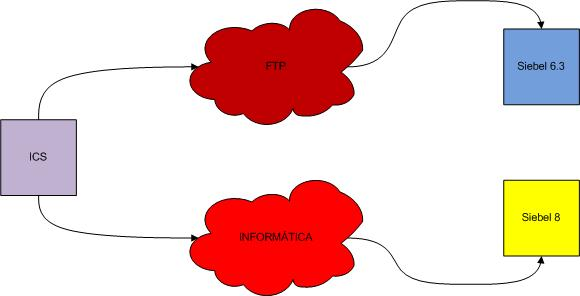 FTP
Siebel 6.3
ICS
INFORMÁTICA
Siebel 8